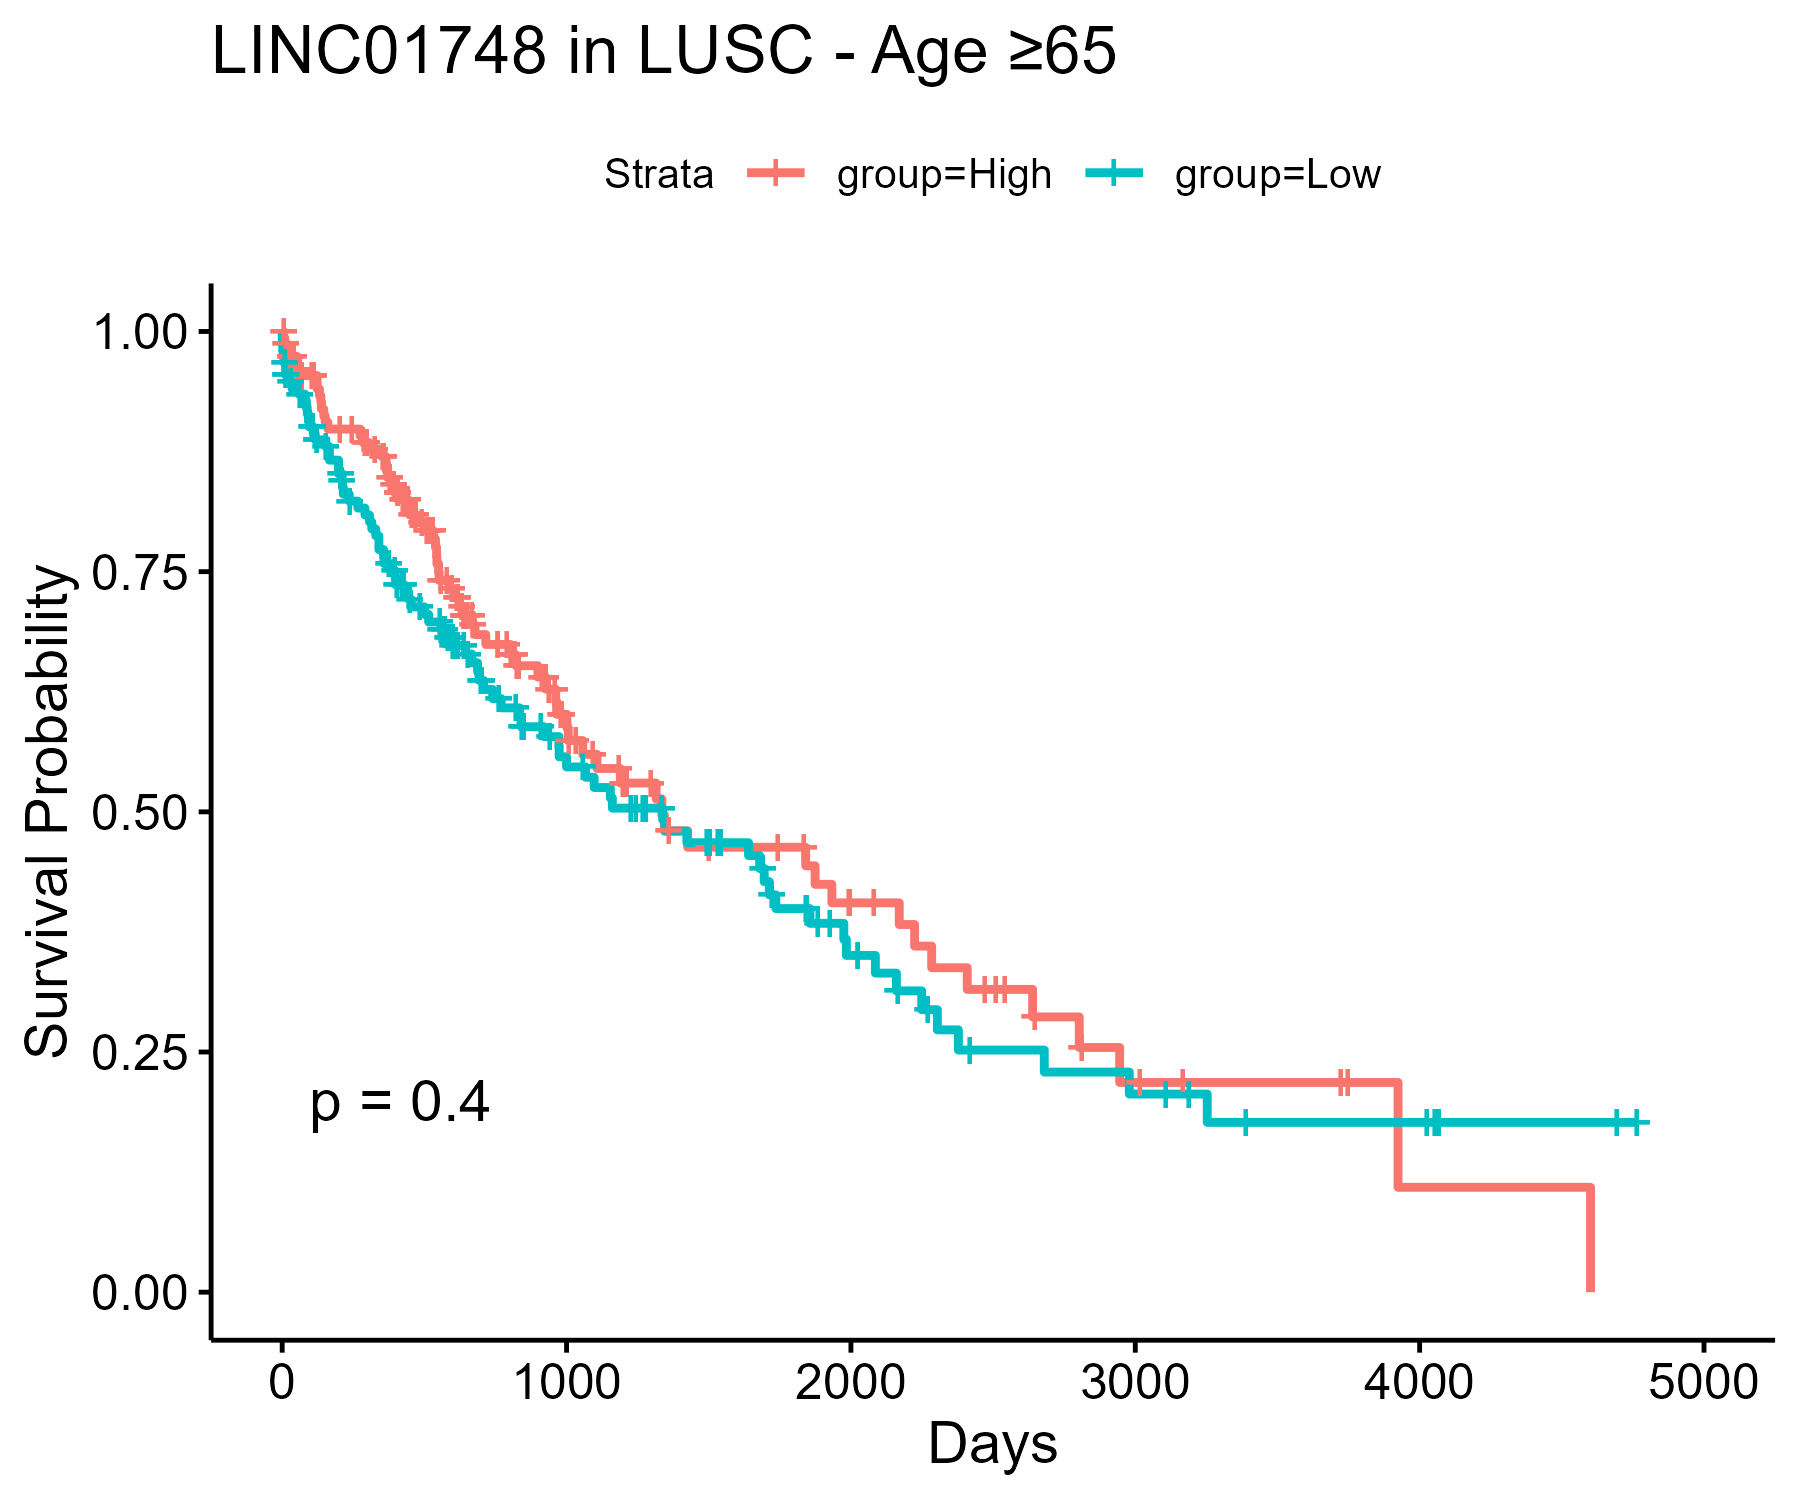 LINC01748 in LUSC - Age ≥65
Strata group=High group=Low
Survival Probability
1.00
0.75
0.50
0.25
0.00
p = 0.4
0 1000 2000 3000 4000 5000
Days